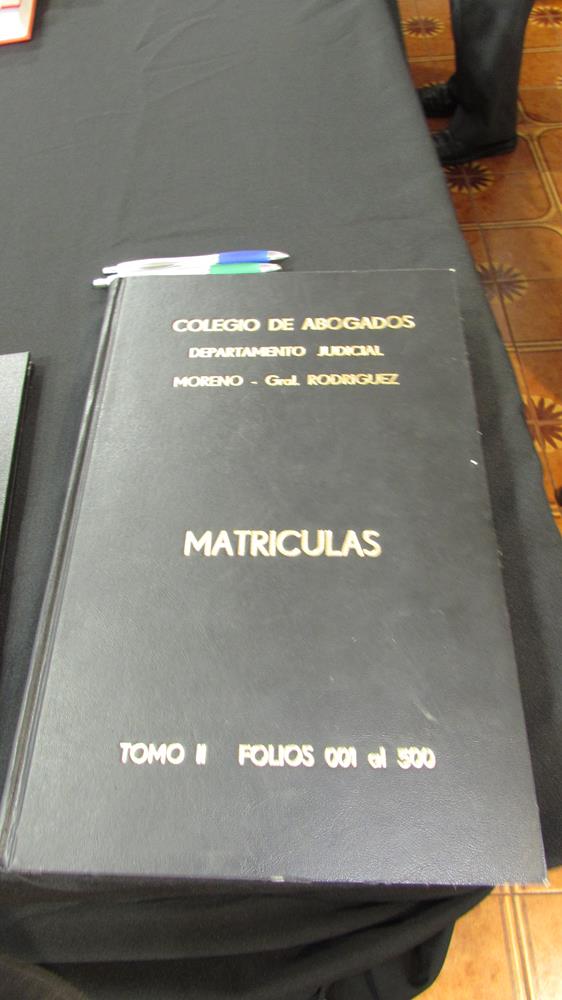 COLEGIO DE ABOGADOS
DEPARTAMENTO JUDICIAL
MORENO - Gral. RODRIGUEZ
MATRICULAS
TOMO II FOLIOS 001 al 500